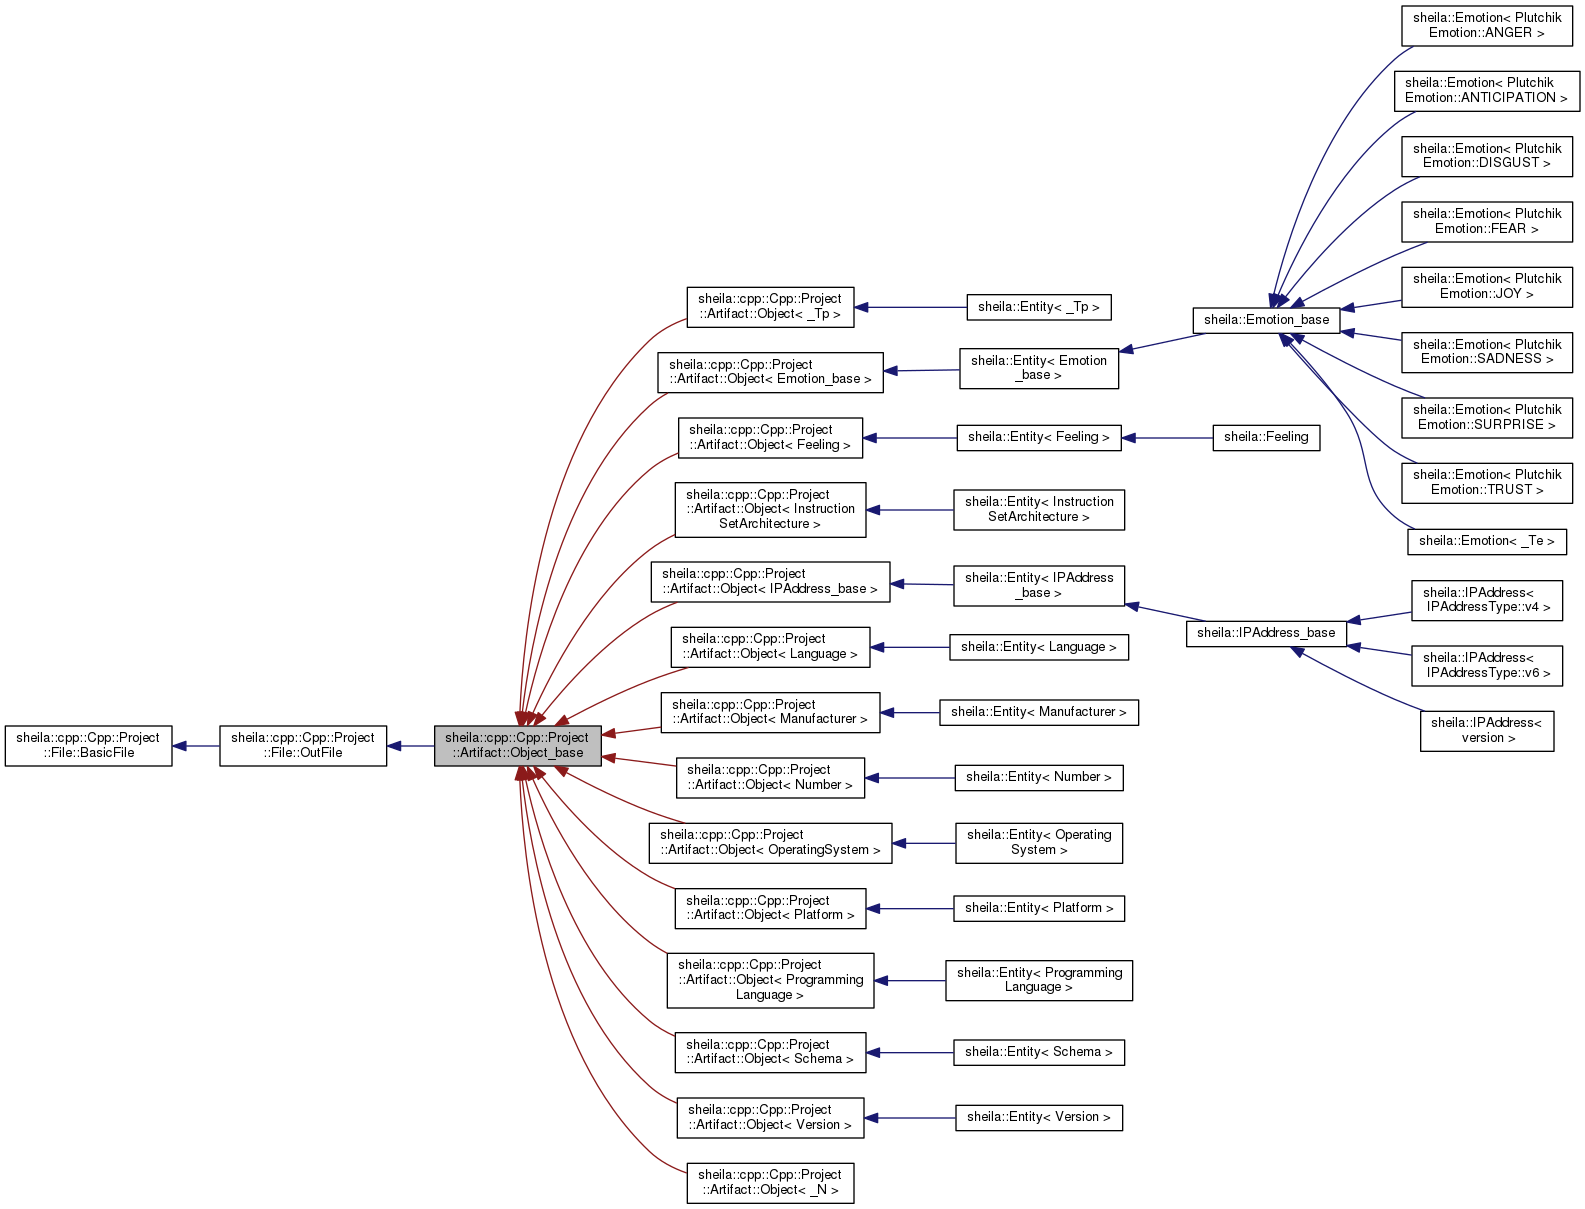 sheila::cpp::Cpp::Project
::File::BasicFile
sheila::cpp::Cpp::Project
::File::OutFile
sheila::cpp::Cpp::Project
::Artifact::Object_base
sheila::cpp::Cpp::Project
::Artifact::Object< _Tp >
sheila::cpp::Cpp::Project
::Artifact::Object< Emotion_base >
sheila::cpp::Cpp::Project
::Artifact::Object< Feeling >
sheila::cpp::Cpp::Project
::Artifact::Object< Instruction
SetArchitecture >
sheila::cpp::Cpp::Project
::Artifact::Object< IPAddress_base >
sheila::cpp::Cpp::Project
::Artifact::Object< Language >
sheila::cpp::Cpp::Project
::Artifact::Object< Manufacturer >
sheila::cpp::Cpp::Project
::Artifact::Object< Number >
sheila::cpp::Cpp::Project
::Artifact::Object< OperatingSystem >
sheila::cpp::Cpp::Project
::Artifact::Object< Platform >
sheila::cpp::Cpp::Project
::Artifact::Object< Programming
Language >
sheila::cpp::Cpp::Project
::Artifact::Object< Schema >
sheila::cpp::Cpp::Project
::Artifact::Object< Version >
sheila::cpp::Cpp::Project
::Artifact::Object< _N >
sheila::Entity< _Tp >
sheila::Entity< Emotion
_base >
sheila::Entity< Feeling >
sheila::Entity< Instruction
SetArchitecture >
sheila::Entity< IPAddress
_base >
sheila::Entity< Language >
sheila::Entity< Manufacturer >
sheila::Entity< Number >
sheila::Entity< Operating
System >
sheila::Entity< Platform >
sheila::Entity< Programming
Language >
sheila::Entity< Schema >
sheila::Entity< Version >
sheila::Emotion_base
sheila::Feeling
sheila::IPAddress_base
sheila::Emotion< Plutchik
Emotion::ANGER >
sheila::Emotion< Plutchik
Emotion::ANTICIPATION >
sheila::Emotion< Plutchik
Emotion::DISGUST >
sheila::Emotion< Plutchik
Emotion::FEAR >
sheila::Emotion< Plutchik
Emotion::JOY >
sheila::Emotion< Plutchik
Emotion::SADNESS >
sheila::Emotion< Plutchik
Emotion::SURPRISE >
sheila::Emotion< Plutchik
Emotion::TRUST >
sheila::Emotion< _Te >
sheila::IPAddress<
IPAddressType::v4 >
sheila::IPAddress<
IPAddressType::v6 >
sheila::IPAddress<
version >